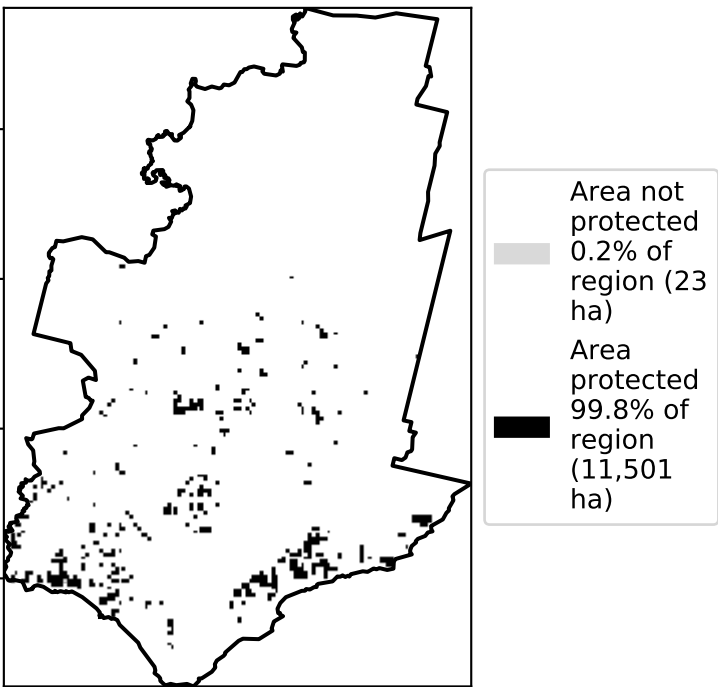 Area not
protected
0.2% of
region (23
ha)
Area
protected
99.8% of
region
(11,501
ha)